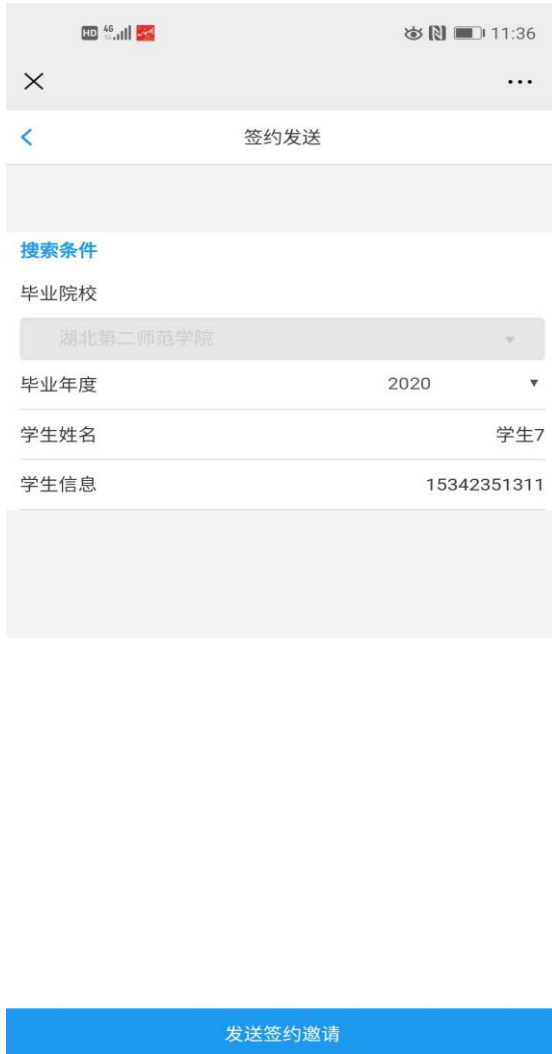 HD 4G 11:36
签约发送
搜索条件
毕业院校
湖北第二师范学院
毕业年度 2020
学生姓名 学生7
学生信息 15342351311
发送签约邀请